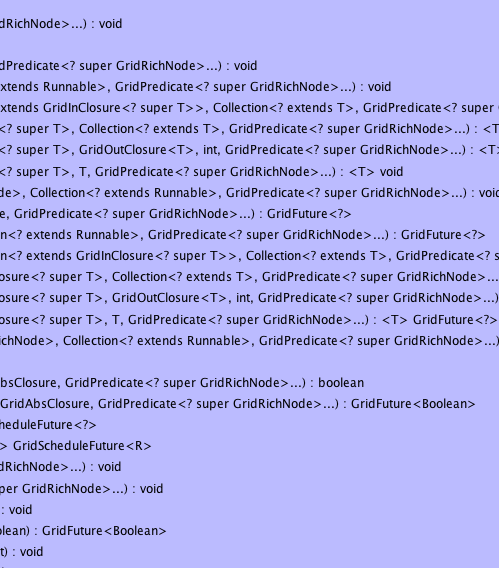 dRichNode>...) : void
dPredicate<? super GridRichNode>...) : void
xtends Runnable>, GridPredicate<? super GridRichNode>...) : void
xtends GridInClosure<? super T>>, Collection<? extends T>, GridPredicate<? super
<? super T>, Collection<? extends T>, GridPredicate<? super GridRichNode>...) : <T
<? super T>, GridOutClosure<T>, int, GridPredicate<? super GridRichNode>...) : <T>
<? super T>, T, GridPredicate<? super GridRichNode>...) : <T> void
de>, Collection<? extends Runnable>, GridPredicate<? super GridRichNode>...) : void
e, GridPredicate<? super GridRichNode>...) : GridFuture<?>
n<? extends Runnable>, GridPredicate<? super GridRichNode>...) : GridFuture<?>
n<? extends GridInClosure<? super T>>, Collection<? extends T>, GridPredicate<? s
osure<? super T>, Collection<? extends T>, GridPredicate<? super GridRichNode>...
osure<? super T>, GridOutClosure<T>, int, GridPredicate<? super GridRichNode>...)
osure<? super T>, T, GridPredicate<? super GridRichNode>...) : <T> GridFuture<?>
ichNode>, Collection<? extends Runnable>, GridPredicate<? super GridRichNode>...)
bsClosure, GridPredicate<? super GridRichNode>...) : boolean
GridAbsClosure, GridPredicate<? super GridRichNode>...) : GridFuture<Boolean>
heduleFuture<?>
> GridScheduleFuture<R>
dRichNode>...) : void
per GridRichNode>...) : void
: void
olean) : GridFuture<Boolean>
t) : void